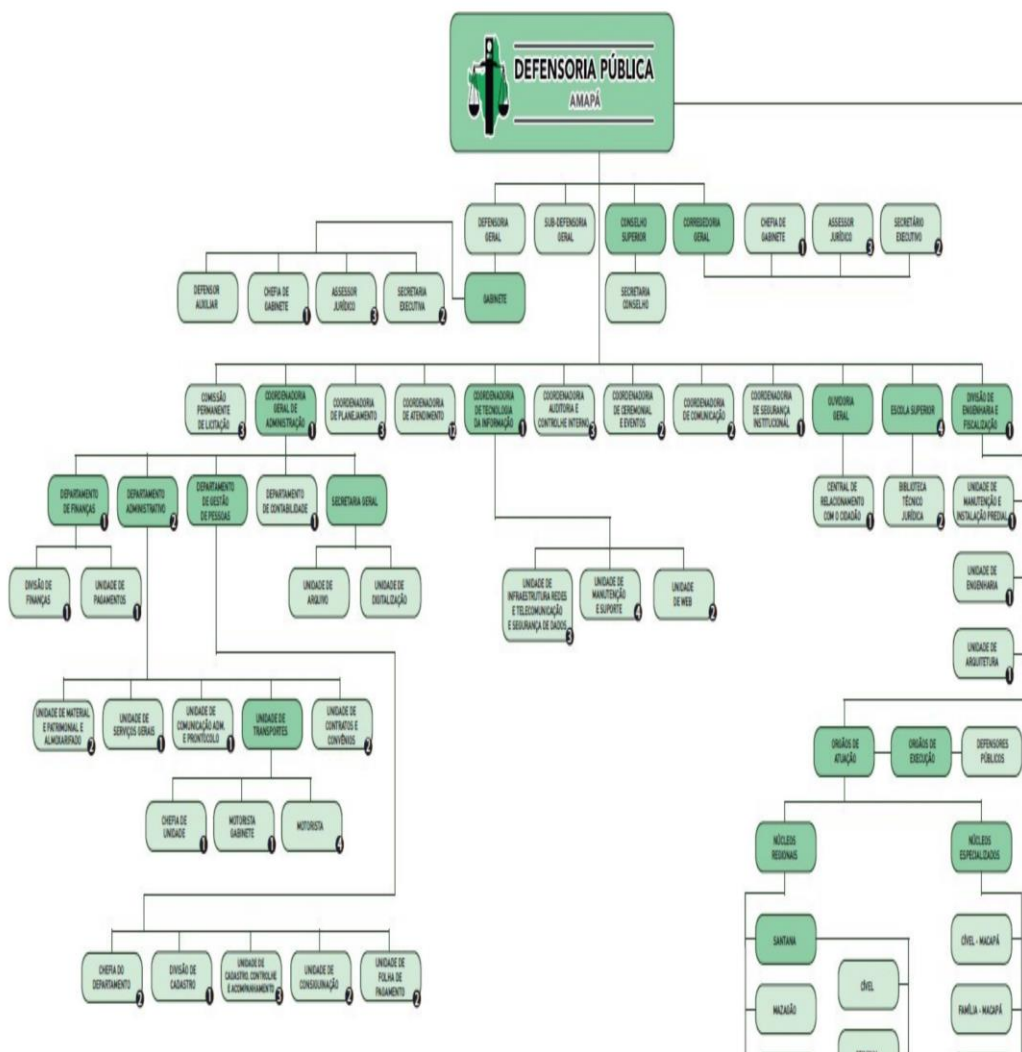 DEFENSORIA PÚBLICA
AMAPÁ
DEFENSORIA
GERAL
SUB-DEFENSORIA
GERAL
CONSELHO
SUPERIOR
CORREGEDORIA
GERAL
CHEFIA DE
GABINETE
1
ASSESSOR
JURÍDICO
3
SECRETÁRIO
EXECUTIVO
2
DEFENSOR
AUXILIAR
CHEFIA DE
GABINETE
1
ASSESSOR
JURÍDICO
3
SECRETARIA
EXECUTIVA
2
GABINETE
SECRETARIA
CONSELHO
COMISSÃO
PERMANENTE
DE LICITAÇÃO
3
COORDENADORIA
GERAL DE
ADMINISTRAÇÃO
1
COORDENADORIA
DE PLANEJAMENTO
3
COORDENADORIA
DE ATENDIMENTO
12
COORDENADORIA
DE TECNOLOGIA
DA INFORMAÇÃO
1
COORDENADORIA
AUDITORIA E
CONTROLHE INTERNO
3
COORDENADORIA
DE CEREMONIAL
E EVENTOS
2
COORDENADORIA
DE COMUNICAÇÃO
2
COORDENADORIA
DE SEGURANÇA
INSTITUCIONAL
1
OUVIDORIA
GERAL
ESCOLA SUPERIOR
4
DIVISÃO DE
ENGENHARIA E
FISCALIZAÇÃO
1
DEPARTAMENTO
DE FINANÇAS
1
DEPARTAMENTO
ADMINISTRATIVO
2
DEPARTAMENTO
DE GESTÃO
DE PESSOAS
DEPARTAMENTO
DE CONTABILIDADE
1
SECRETARIA GERAL
CENTRAL DE
RELACIONAMENTO
COM O CIDADÃO
1
BIBLIOTECA
TÉCNICO
JURÍDICA
2
UNIDADE DE
MANUTENÇÃO E
INSTALAÇÃO PREDIAL
1
DIVISÃO DE
FINANÇAS
1
UNIDADE DE
PAGAMENTOS
1
UNIDADE DE
ARQUIVO
UNIDADE DE
DIGITALIZAÇÃO
UNIDADE DE
INFRAESTRUTURA REDES
E TELECOMUNICAÇÃO
E SEGURANÇA DE DADOS
3
UNIDADE DE
MANUTENÇÃO
E SUPORTE
4
UNIDADE
DE WEB
2
UNIDADE DE
ENGENHARIA
1
UNIDADE DE
ARQUITETURA
1
UNIDADE DE MATERIAL
E PATRIMONIAL E
ALMOXARIFADO
2
UNIDADE DE
SERVIÇOS GERAIS
1
UNIDADE DE
COMUNICAÇÃO ADM.
E PRONTOCOLO
1
UNIDADE DE
TRANSPORTES
UNIDADE DE
CONTRATOS E
CONVÊNIOS
2
ORGÃOS DE
ATUAÇÃO
ORGÃOS DE
EXECUÇÃO
DEFENSORES
PÚBLICOS
CHEFIA DE
UNIDADE
1
MOTORISTA
GABINETE
1
MOTORISTA
4
NÚCLEOS
REGIONAIS
NÚCLEOS
ESPECIALIZADOS
SANTANA
CÍVEL - MACAPÁ
CHEFIA DO
DEPARTAMENTO
2
DIVISÃO DE
CADASTRO
1
UNIDADE DE
CADASTRO, CONTROLHE
E ACOMPANHAMENTO
3
UNIDADE DE
CONSIGUINAÇÃO
2
UNIDADE DE
FOLHA DE
PAGAMENTO
2
CÍVEL
MAZAGÃO
FAMÍLIA - MACAPÁ